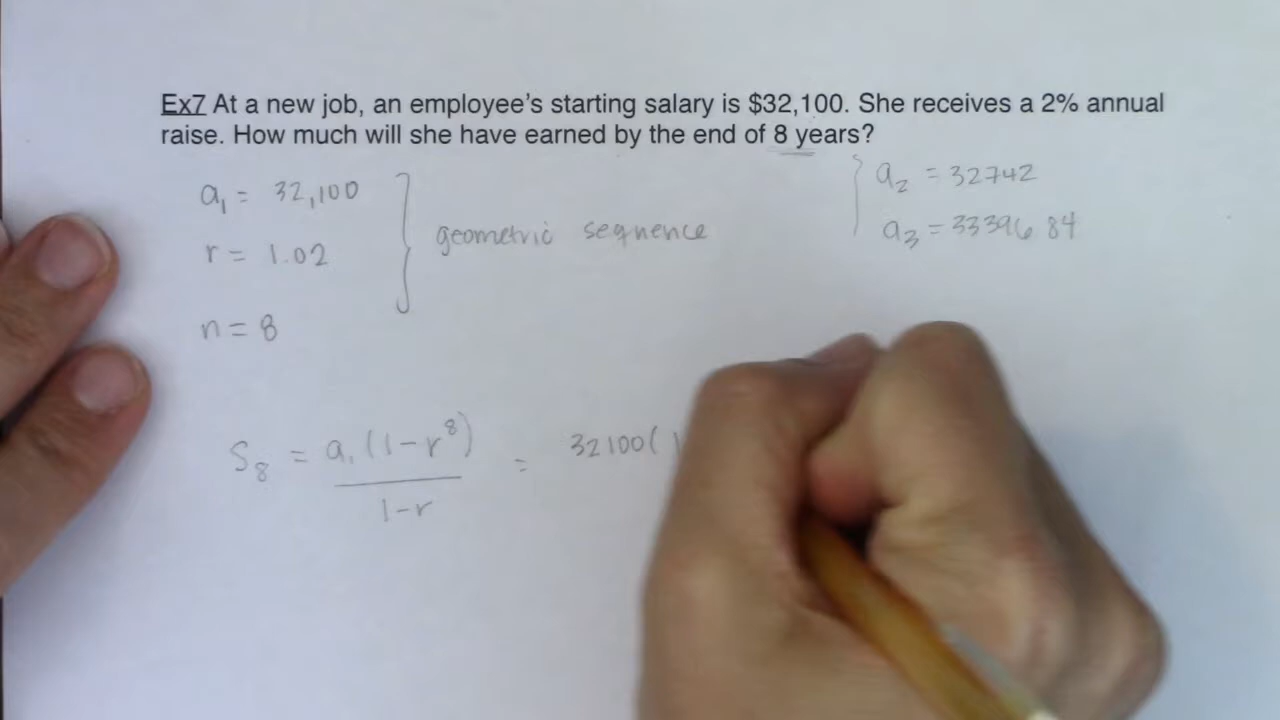 Ex7 At a new job, an employee's starting salary is $32,100. She receives a 2% annual
raise. How much will she have earned by the end of 8 years?
a₁ = 32,100
r = 1.02
n = 8
geometric sequence
a₂ = 32742
a₃ = 33396.84
S₈ = a₁(1-r⁸) = 32100(1
1-r